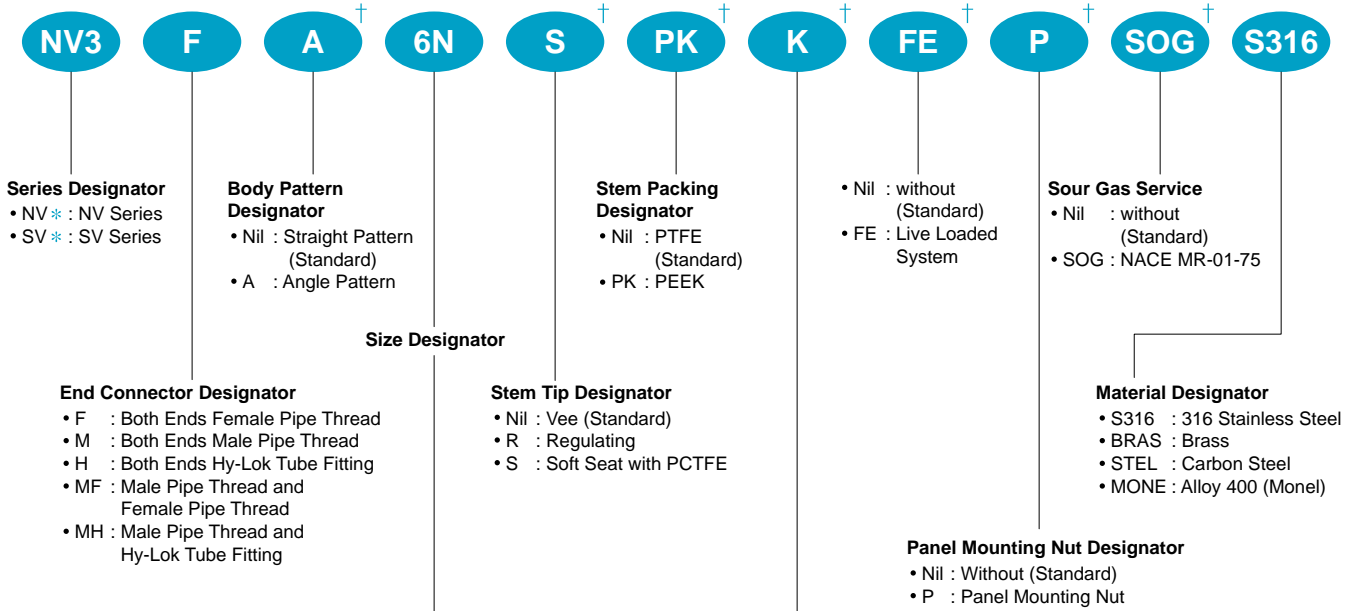 † † † † † † †
NV3 F A 6N S PK K FE P SOG S316
Series Designator
• NV＊ : NV Series
• SV＊ : SV Series
Body Pattern
Designator
• Nil : Straight Pattern
(Standard)
• A : Angle Pattern
Stem Packing
Designator
• Nil : PTFE
(Standard)
• PK : PEEK
• Nil : without
(Standard)
• FE : Live Loaded
System
Sour Gas Service
• Nil : without
(Standard)
• SOG : NACE MR-01-75
Size Designator
End Connector Designator
• F : Both Ends Female Pipe Thread
• M : Both Ends Male Pipe Thread
• H : Both Ends Hy-Lok Tube Fitting
• MF : Male Pipe Thread and
Female Pipe Thread
• MH : Male Pipe Thread and
Hy-Lok Tube Fitting
Stem Tip Designator
• Nil : Vee (Standard)
• R : Regulating
• S : Soft Seat with PCTFE
Material Designator
• S316 : 316 Stainless Steel
• BRAS : Brass
• STEL : Carbon Steel
• MONE : Alloy 400 (Monel)
Panel Mounting Nut Designator
• Nil : Without (Standard)
• P : Panel Mounting Nut